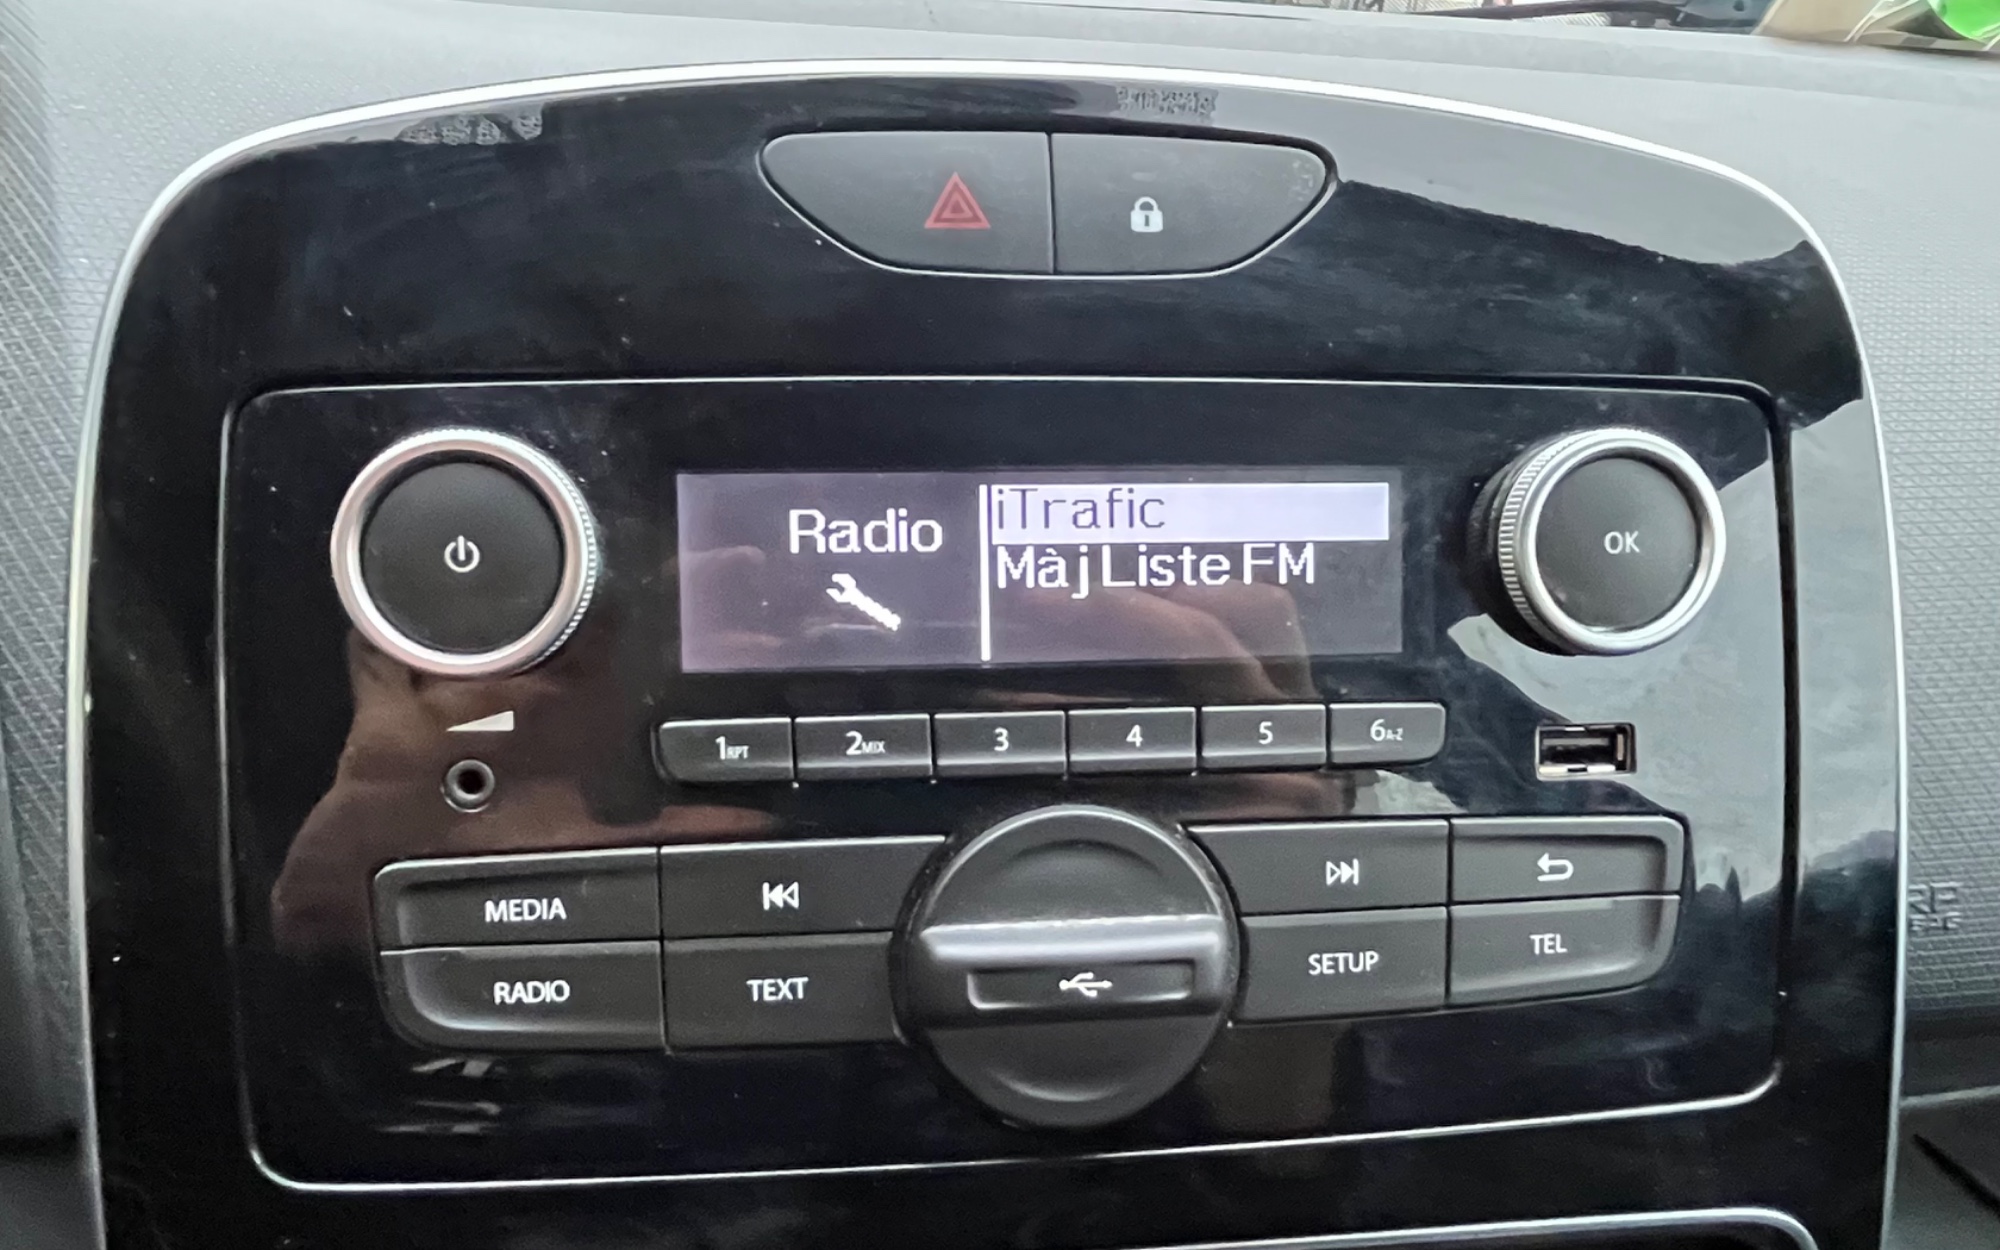 Radio
iTrafic
Màj Liste FM
OK
1RPT
2MIX
3
4
5
6A-Z
MEDIA
RADIO
TEXT
SETUP
TEL